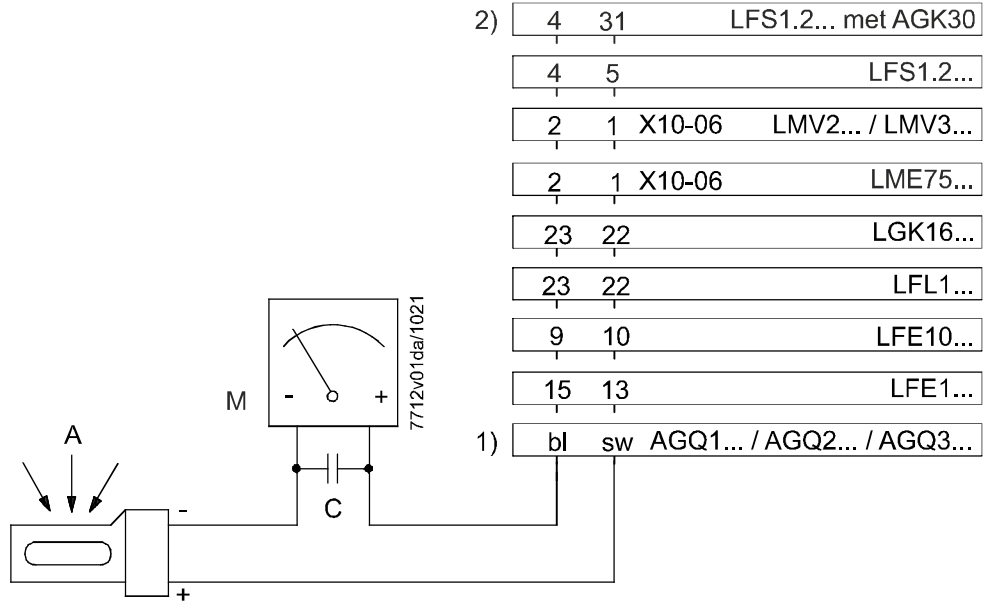 2) 4 31 LFS1.2... met AGK30
4 5 LFS1.2...
2 1 X10-06 LMV2... / LMV3...
2 1 X10-06 LME75...
23 22 LGK16...
23 22 LFL1...
9 10 LFE10...
15 13 LFE1...
1) bl sw AGQ1... / AGQ2... / AGQ3...
7712v01da/1021
M
- +
A
C
-
+